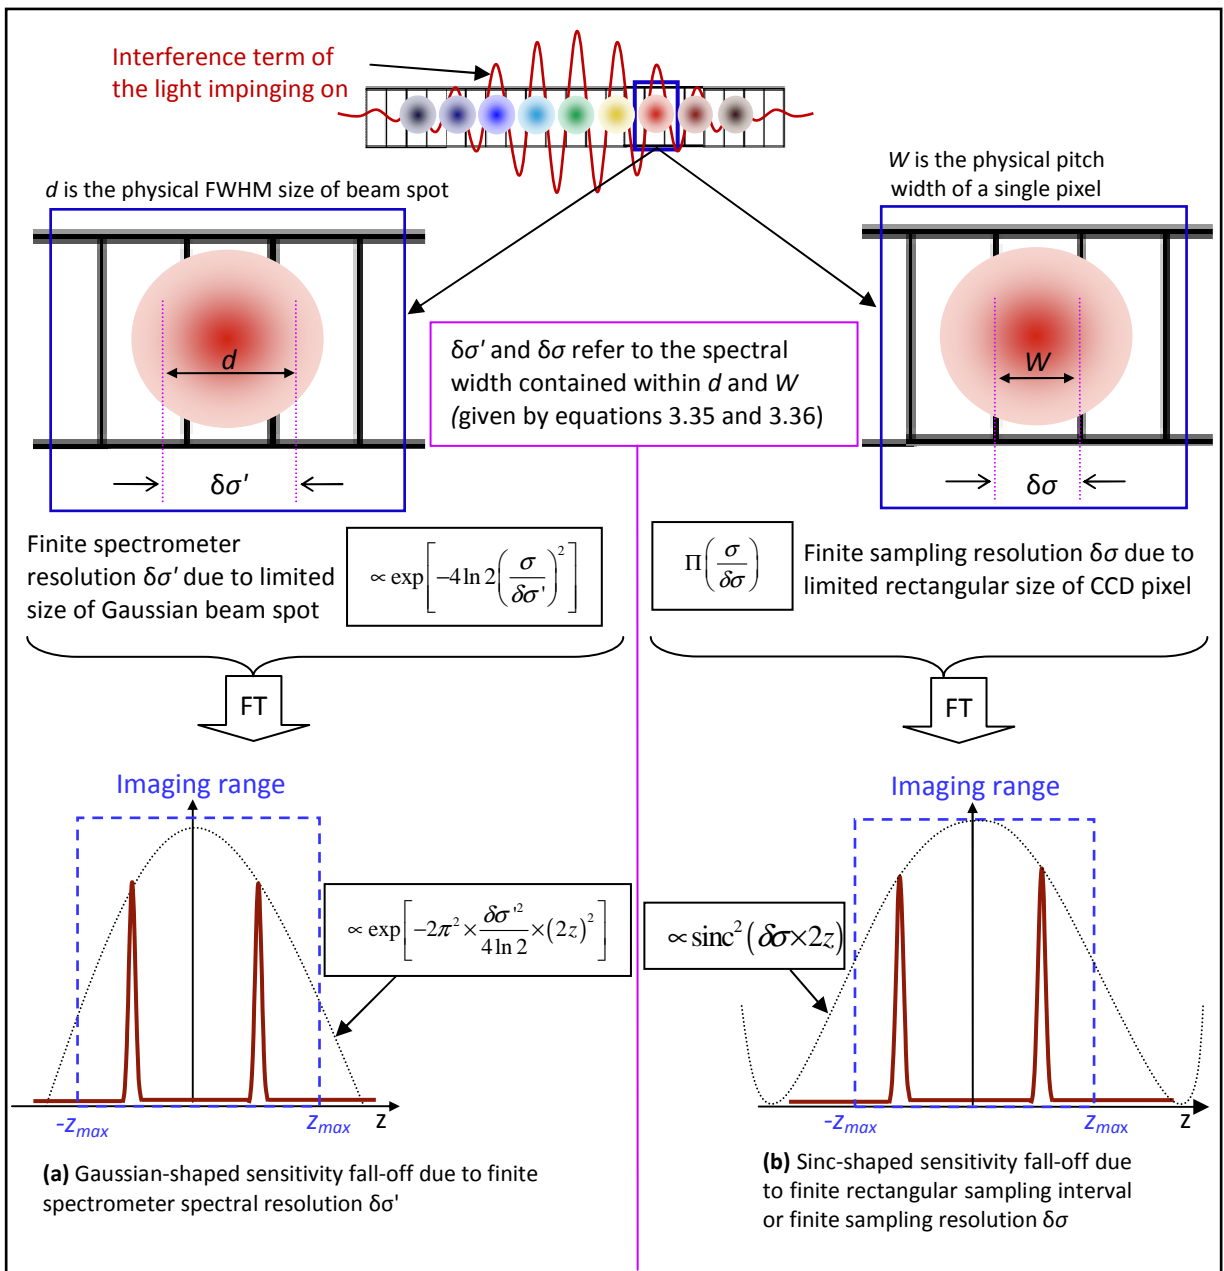 Interference term of
the light impinging on
d is the physical FWHM size of beam spot
W is the physical pitch
width of a single pixel
d
W
δσ′ and δσ refer to the spectral
width contained within d and W
(given by equations 3.35 and 3.36)
δσ′
δσ
Finite spectrometer
resolution δσ′ due to limited
size of Gaussian beam spot
∝ exp[−4 ln 2(σ/δσ')²]
Π(σ/δσ)
Finite sampling resolution δσ due to
limited rectangular size of CCD pixel
FT
FT
Imaging range
Imaging range
∝ exp[−2π² × δσ'²/4 ln 2 × (2z)²]
∝ sinc²(δσ×2z)
-zmax
zmax
z
-zmax
zmax
z
(a) Gaussian-shaped sensitivity fall-off due to finite
spectrometer spectral resolution δσ'
(b) Sinc-shaped sensitivity fall-off due
to finite rectangular sampling interval
or finite sampling resolution δσ